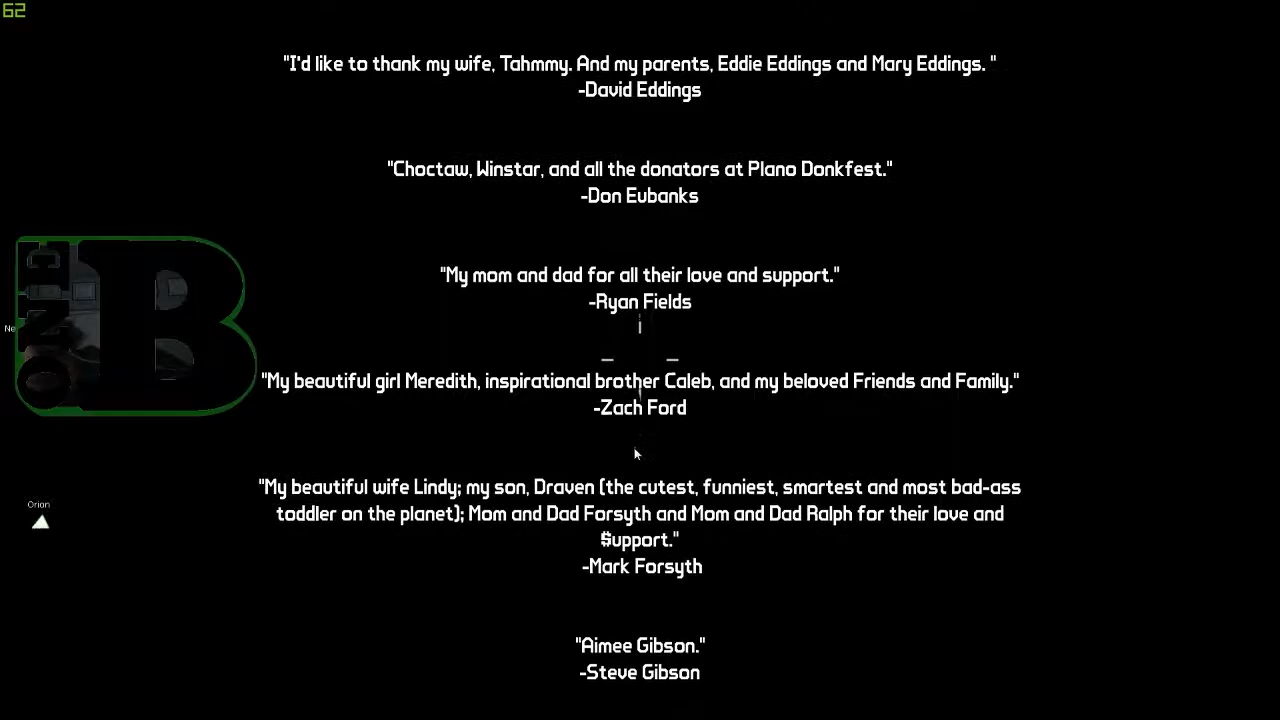 62
"I'd like to thank my wife, Tahmmy. And my parents, Eddie Eddings and Mary Eddings. "
-David Eddings
"Choctaw, Winstar, and all the donators at Plano Donkfest."
-Don Eubanks
"My mom and dad for all their love and support."
-Ryan Fields
CINO
B
Ne
"My beautiful girl Meredith, inspirational brother Caleb, and my beloved Friends and Family."
-Zach Ford
"My beautiful wife Lindy; my son, Draven (the cutest, funniest, smartest and most bad-ass
toddler on the planet); Mom and Dad Forsyth and Mom and Dad Ralph for their love and
$upport."
-Mark Forsyth
Orion
"Aimee Gibson."
-Steve Gibson